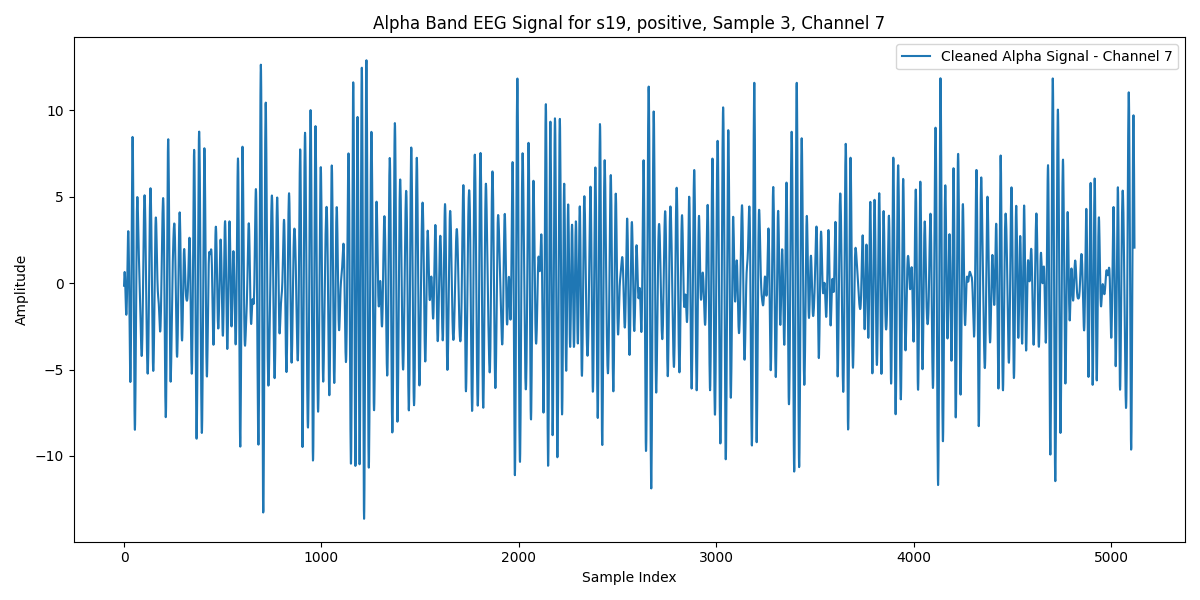 Alpha Band EEG Signal for s19, positive, Sample 3, Channel 7
Cleaned Alpha Signal - Channel 7
Amplitude
10
5
0
−5
−10
0 1000 2000 3000 4000 5000
Sample Index